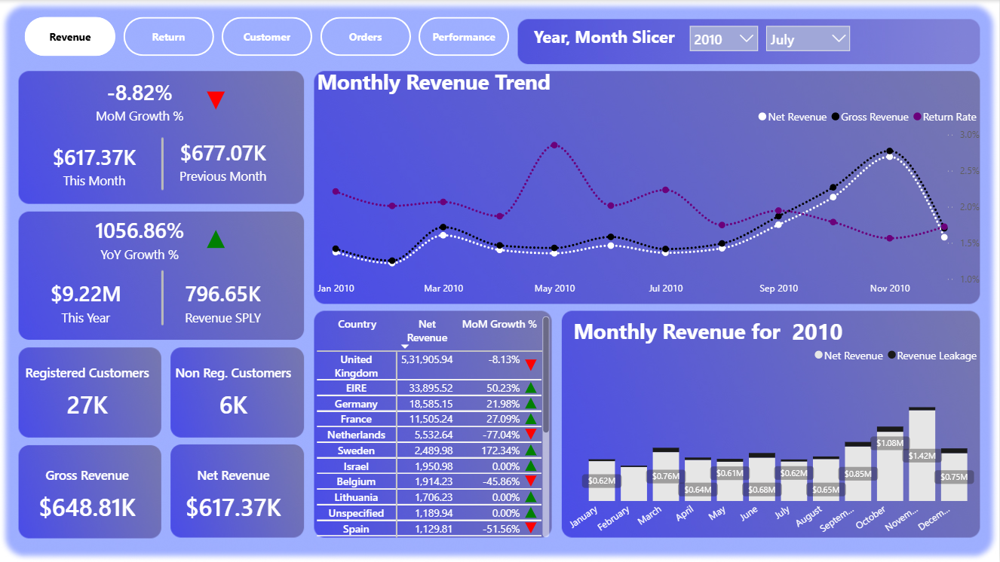 Revenue
Return
Customer
Orders
Performance
Year, Month Slicer
2010
July
-8.82%
MoM Growth %
$617.37K
This Month
$677.07K
Previous Month
1056.86%
YoY Growth %
$9.22M
This Year
796.65K
Revenue SPLY
Registered Customers
27K
Non Reg. Customers
6K
Gross Revenue
$648.81K
Net Revenue
$617.37K
Monthly Revenue Trend
Net Revenue Gross Revenue Return Rate
3.0%
2.5%
2.0%
1.5%
1.0%
Jan 2010 Mar 2010 May 2010 Jul 2010 Sep 2010 Nov 2010
Country Net MoM Growth %
Revenue
United 5,31,905.94 -8.13%
Kingdom
EIRE 33,895.52 50.23%
Germany 18,585.15 21.98%
France 11,505.24 27.09%
Netherlands 5,532.64 -77.04%
Sweden 2,489.98 172.34%
Israel 1,950.98 0.00%
Belgium 1,914.23 -45.86%
Lithuania 1,706.23 0.00%
Unspecified 1,189.94 0.00%
Spain 1,129.81 -51.56%
Monthly Revenue for 2010
Net Revenue Revenue Leakage
$0.62M
$0.76M
$0.64M
$0.61M
$0.68M
$0.62M
$0.65M
$0.85M
$1.08M
$1.42M
$0.75M
January February March April May June July August Septem... October Novem... Decem...